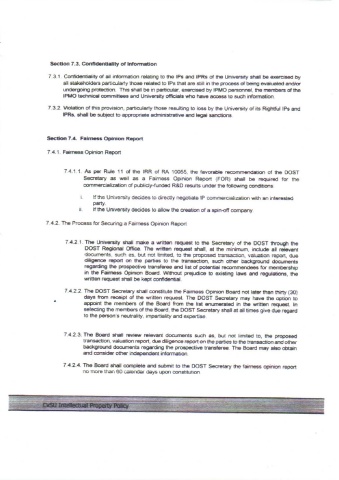 Section 7.3. Confidentiality of Information
7.3.1. Confidentiality of all information relating to the IPs and IPRs of the University shall be exercised by
all stakeholders particularly those related to IPs that are still in the process of being evaluated and/or
undergoing protection. This shall be in particular, exercised by IPMO personnel, the members of the
IPMO technical committees and University officials who have access to such information.
7.3.2. Violation of this provision, particularly those resulting to loss by the University of its Rightful IPs and
IPRs, shall be subject to appropriate administrative and legal sanctions.
Section 7.4. Fairness Opinion Report
7.4.1. Fairness Opinion Report
7.4.1.1. As per Rule 11 of the IRR of RA 10055, the favorable recommendation of the DOST
Secretary as well as a Fairness Opinion Report (FOR) shall be required for the
commercialization of publicly-funded R&D results under the following conditions
i. If the University decides to directly negotiate IP commercialization with an interested
party.
ii. If the University decides to allow the creation of a spin-off company.
7.4.2. The Process for Securing a Fairness Opinion Report
7.4.2.1. The University shall make a written request to the Secretary of the DOST through the
DOST Regional Office. The written request shall, at the minimum, include all relevant
documents, such as, but not limited, to the proposed transaction, valuation report, due
diligence report on the parties to the transaction, such other background documents
regarding the prospective transferee and list of potential recommendees for membership
in the Fairness Opinion Board. Without prejudice to existing laws and regulations, the
written request shall be kept confidential.
7.4.2.2. The DOST Secretary shall constitute the Fairness Opinion Board not later than thirty (30)
days from receipt of the written request. The DOST Secretary may have the option to
appoint the members of the Board from the list enumerated in the written request. In
selecting the members of the Board, the DOST Secretary shall at all times give due regard
to the person's neutrality, impartiality and expertise.
7.4.2.3. The Board shall review relevant documents such as, but not limited to, the proposed
transaction, valuation report, due diligence report on the parties to the transaction and other
background documents regarding the prospective transferee. The Board may also obtain
and consider other independent information.
7.4.2.4. The Board shall complete and submit to the DOST Secretary the fairness opinion report
no more than 60 calendar days upon constitution.
CvSU Intellectual Property Policy